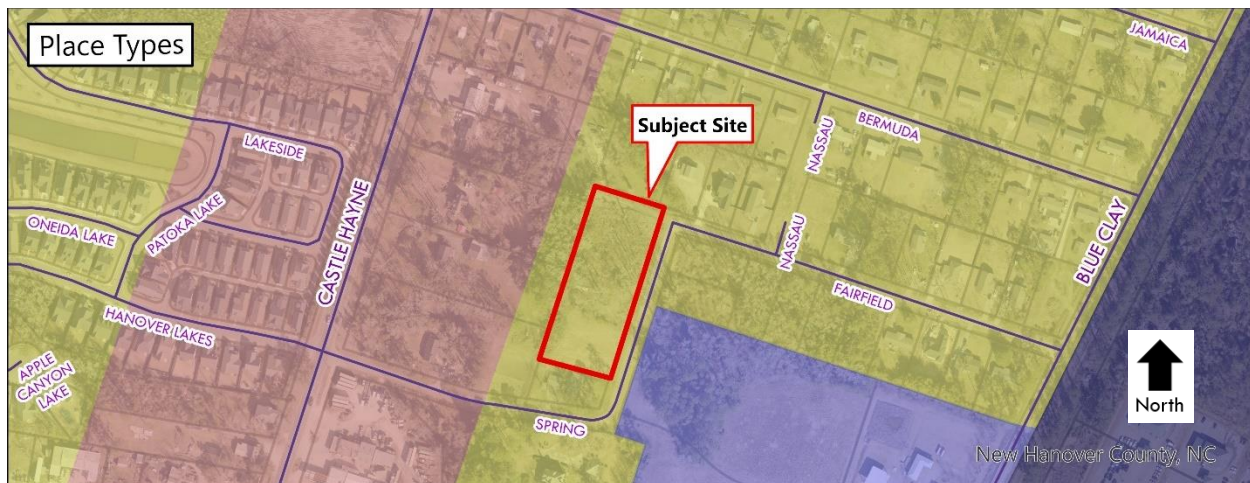 Place Types
JAMAICA
Subject Site
BERMUDA
NASSAU
LAKESIDE
CASTLE HAYNE
PATOKA LAKE
ONEIDA LAKE
BLUE CLAY
NASSAU
FAIRFIELD
HANOVER LAKES
APPLE
CANYON
LAKE
SPRING
North
New Hanover County, NC